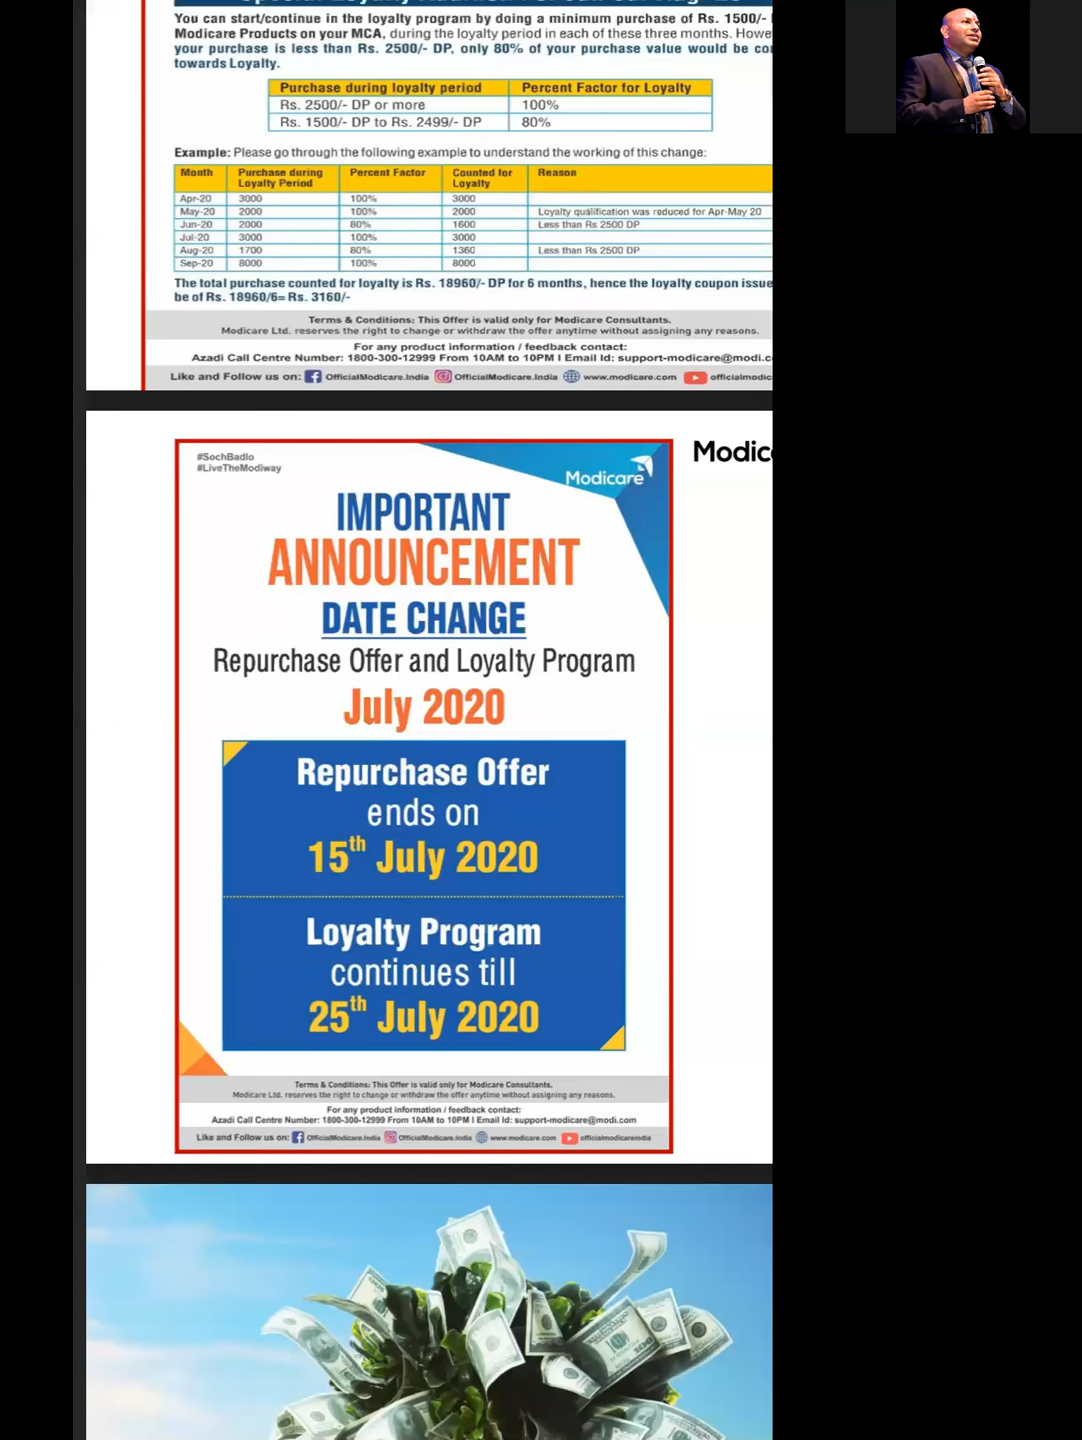 You can start/continue in the loyalty program by doing a minimum purchase of Rs. 1500/-
Modicare Products on your MCA, during the loyalty period in each of these three months. Howe
your purchase is less than Rs. 2500/- DP, only 80% of your purchase value would be co
towards Loyalty.
Purchase during loyalty period Percent Factor for Loyalty
Rs. 2500/- DP or more 100%
Rs. 1500/- DP to Rs. 2499/- DP 80%
Example: Please go through the following example to understand the working of this change:
Month Purchase during Loyalty Period Percent Factor Counted for Loyalty Reason
Apr-20 3000 100% 3000
May-20 2000 100% 2000 Loyalty qualification was reduced for Apr-May 20
Jun-20 2000 80% 1600 Less than Rs 2500 DP
Jul-20 3000 100% 3000
Aug-20 1700 80% 1360 Less than Rs 2500 DP
Sep-20 8000 100% 8000
The total purchase counted for loyalty is Rs. 18960/- DP for 6 months, hence the loyalty coupon issue
be of Rs. 18960/6= Rs. 3160/-
Terms & Conditions: This Offer is valid only for Modicare Consultants.
Modicare Ltd. reserves the right to change or withdraw the offer anytime without assigning any reasons.
For any product information / feedback contact:
Azadi Call Centre Number: 1800-300-12999 From 10AM to 10PM I Email Id: support-modicare@modi.c
Like and Follow us on: OfficialModicare.India OfficialModicare.India www.modicare.com officialmodic
#SochBadlo
#LiveTheModiway
Modicare
Modic
IMPORTANT
ANNOUNCEMENT
DATE CHANGE
Repurchase Offer and Loyalty Program
July 2020
Repurchase Offer
ends on
15th July 2020
Loyalty Program
continues till
25th July 2020
Terms & Conditions: This Offer is valid only for Modicare Consultants.
Modicare Ltd. reserves the right to change or withdraw the offer anytime without assigning any reasons.
For any product information / feedback contact:
Azadi Call Centre Number: 1800-300-12999 From 10AM to 10PM I Email Id: support-modicare@modi.com
Like and Follow us on: OfficialModicare.India OfficialModicare.India www.modicare.com officialmodicareindia